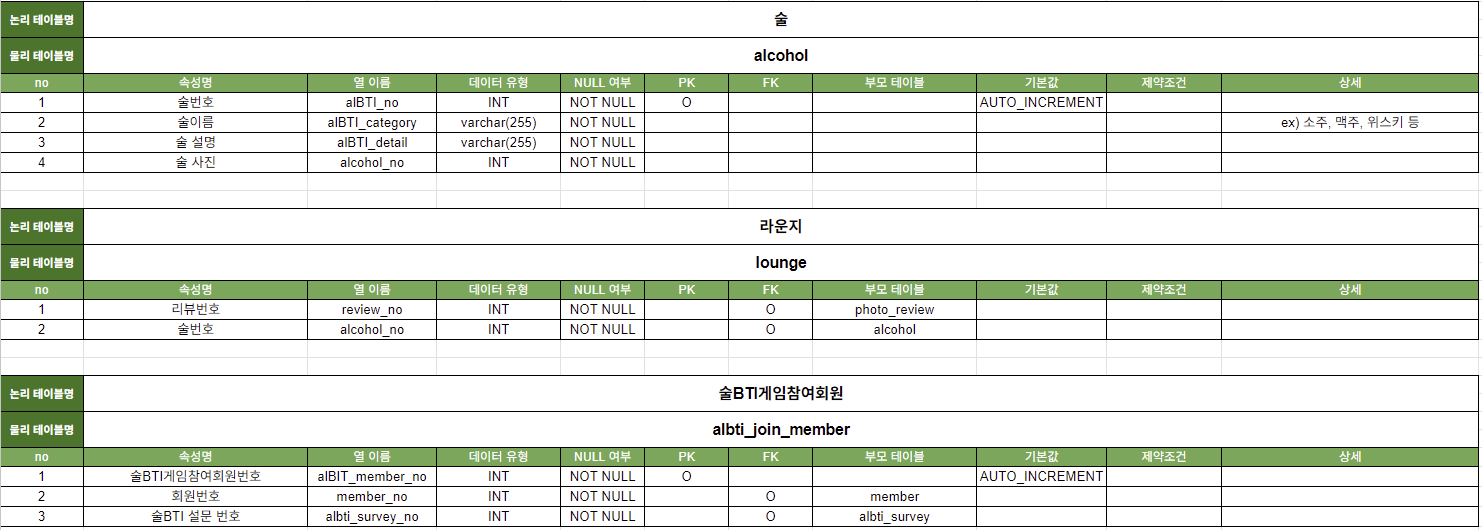 논리 테이블명 술
물리 테이블명 alcohol
no 속성명 열 이름 데이터 유형 NULL 여부 PK FK 부모 테이블 기본값 제약조건 상세
1 술번호 alBTI_no INT NOT NULL O AUTO_INCREMENT
2 술이름 alBTI_category varchar(255) NOT NULL ex) 소주, 맥주, 위스키 등
3 술 설명 alBTI_detail varchar(255) NOT NULL
4 술 사진 alcohol_no INT NOT NULL
논리 테이블명 라운지
물리 테이블명 lounge
no 속성명 열 이름 데이터 유형 NULL 여부 PK FK 부모 테이블 기본값 제약조건 상세
1 리뷰번호 review_no INT NOT NULL O photo_review
2 술번호 alcohol_no INT NOT NULL O alcohol
논리 테이블명 술BTI게임참여회원
물리 테이블명 albti_join_member
no 속성명 열 이름 데이터 유형 NULL 여부 PK FK 부모 테이블 기본값 제약조건 상세
1 술BTI게임참여회원번호 alBIT_member_no INT NOT NULL O AUTO_INCREMENT
2 회원번호 member_no INT NOT NULL O member
3 술BTI 설문 번호 albti_survey_no INT NOT NULL O albti_survey